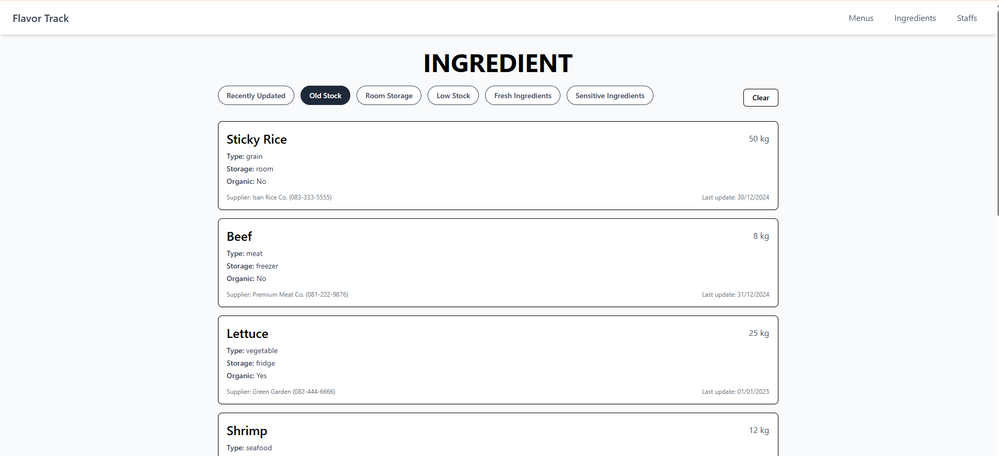 Flavor Track
Menus Ingredients Staffs
INGREDIENT
Recently Updated Old Stock Room Storage Low Stock Fresh Ingredients Sensitive Ingredients Clear
Sticky Rice 50 kg
Type: grain
Storage: room
Organic: No
Supplier: Isan Rice Co. (083-333-5555) Last update: 30/12/2024
Beef 8 kg
Type: meat
Storage: freezer
Organic: No
Supplier: Premium Meat Co. (081-222-9876) Last update: 31/12/2024
Lettuce 25 kg
Type: vegetable
Storage: fridge
Organic: Yes
Supplier: Green Garden (082-444-6666) Last update: 01/01/2025
Shrimp 12 kg
Type: seafood